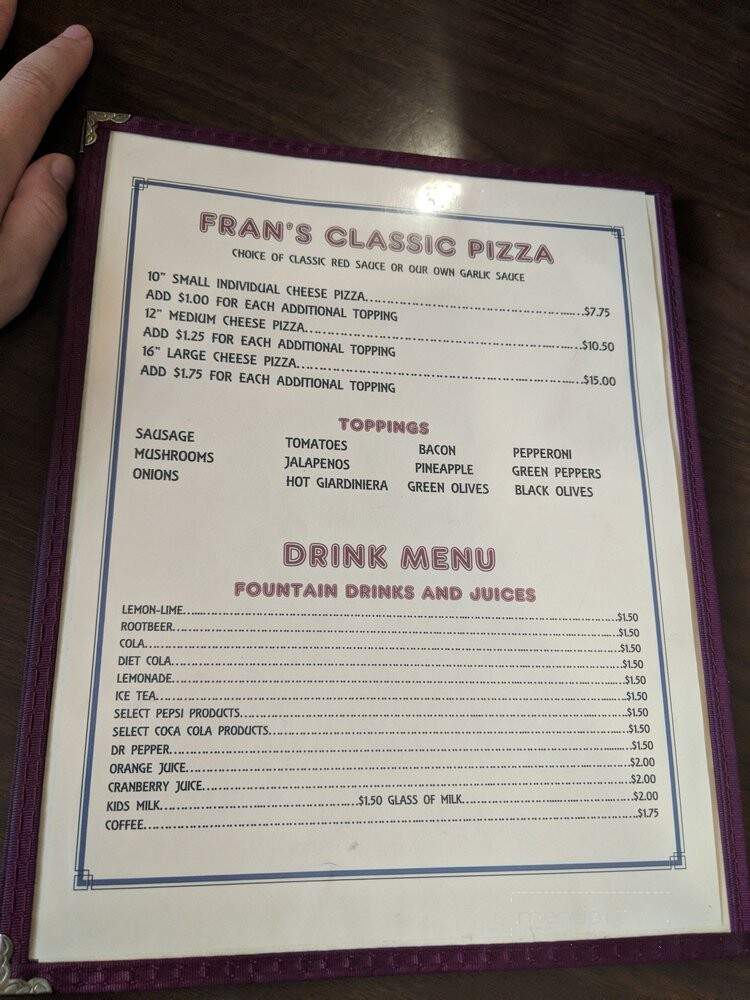 FRAN'S CLASSIC PIZZA
CHOICE OF CLASSIC RED SAUCE OR OUR OWN GARLIC SAUCE
10" SMALL INDIVIDUAL CHEESE PIZZA................$7.75
ADD $1.00 FOR EACH ADDITIONAL TOPPING
12" MEDIUM CHEESE PIZZA................$10.50
ADD $1.25 FOR EACH ADDITIONAL TOPPING
16" LARGE CHEESE PIZZA................$15.00
ADD $1.75 FOR EACH ADDITIONAL TOPPING
TOPPINGS
SAUSAGE TOMATOES BACON PEPPERONI
MUSHROOMS JALAPENOS PINEAPPLE GREEN PEPPERS
ONIONS HOT GIARDINIERA GREEN OLIVES BLACK OLIVES
DRINK MENU
FOUNTAIN DRINKS AND JUICES
LEMON-LIME................$1.50
ROOTBEER................$1.50
COLA................$1.50
DIET COLA................$1.50
LEMONADE................$1.50
ICE TEA................$1.50
SELECT PEPSI PRODUCTS................$1.50
SELECT COCA COLA PRODUCTS................$1.50
DR PEPPER................$1.50
ORANGE JUICE................$2.00
CRANBERRY JUICE................$2.00
KIDS MILK................$1.50 GLASS OF MILK................$2.00
COFFEE................$1.75